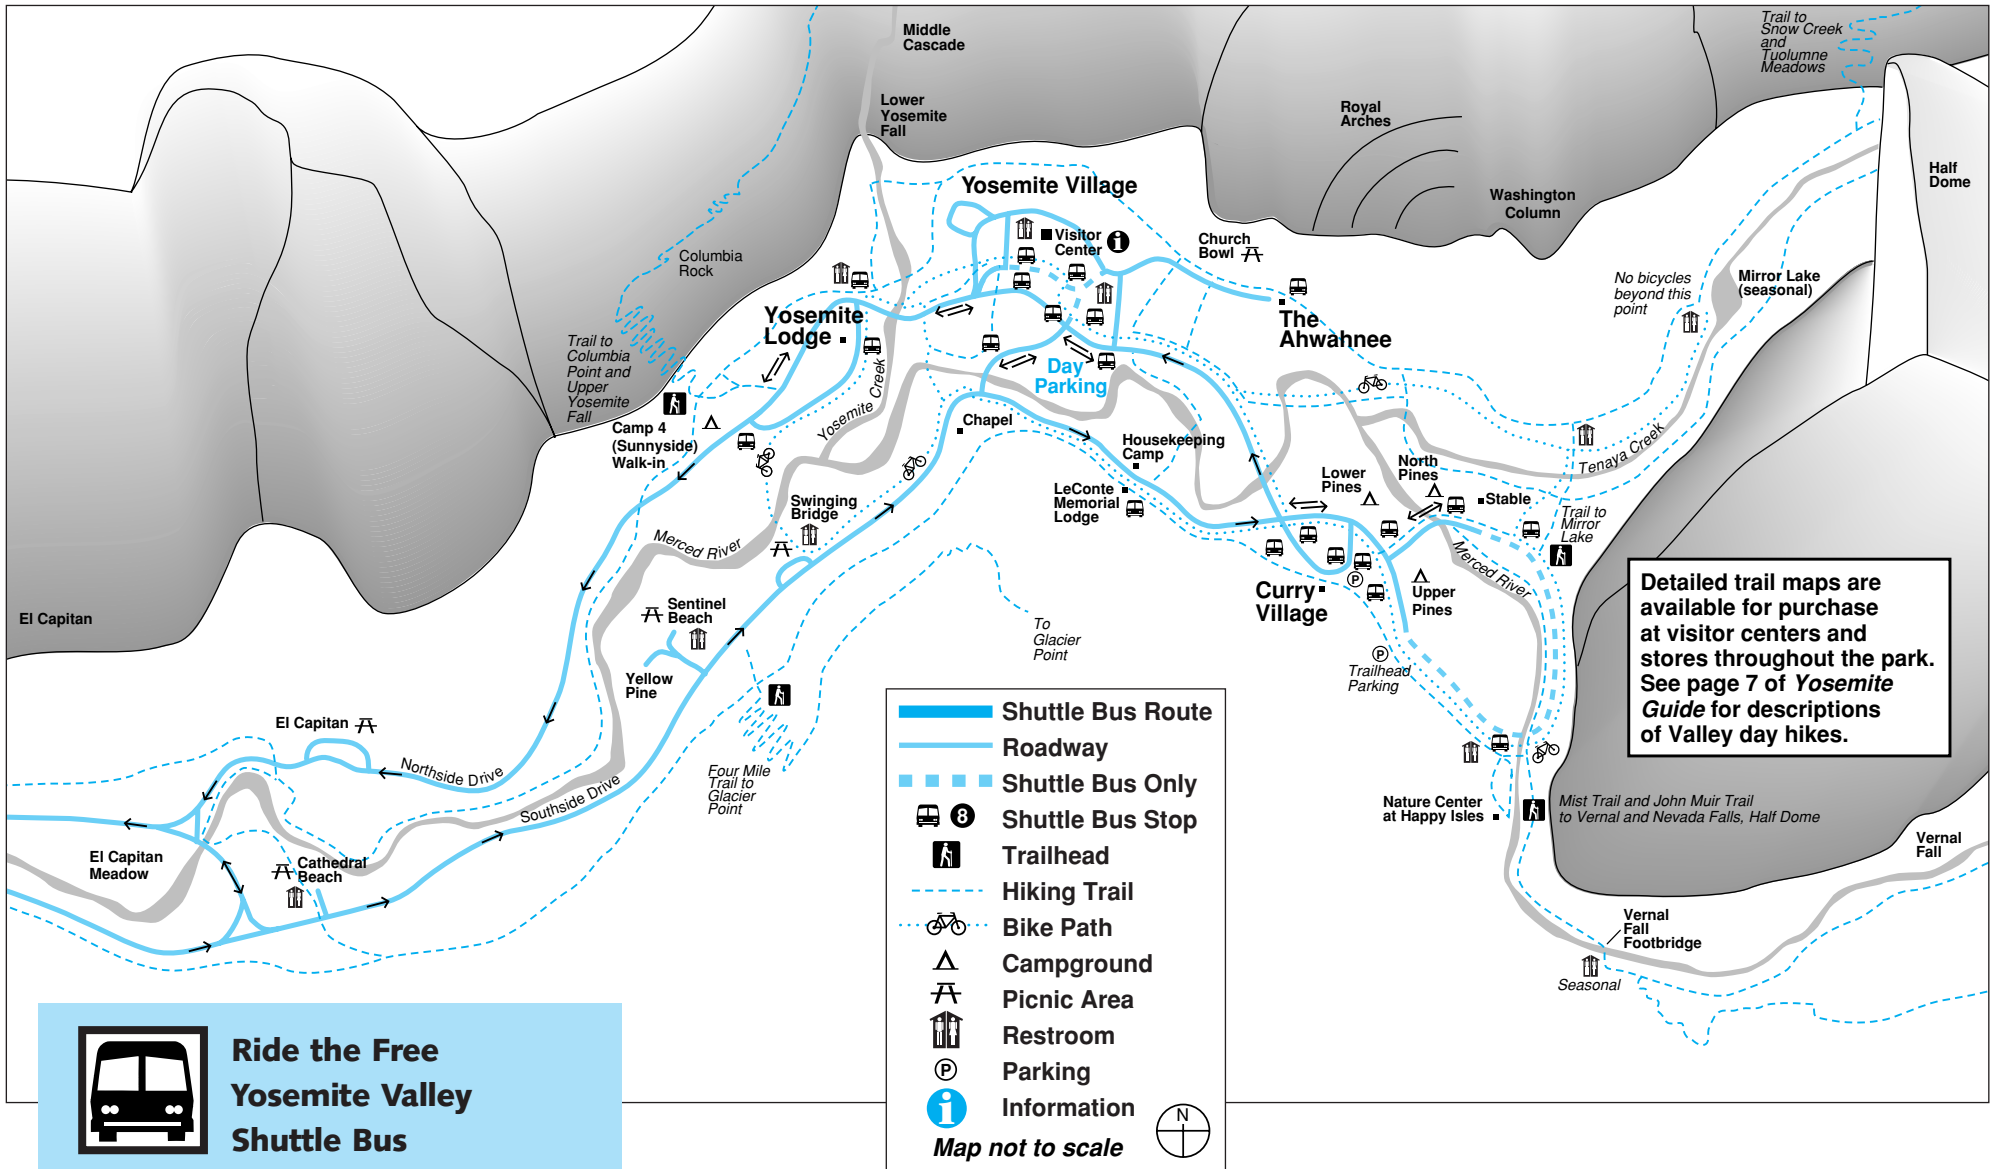 Middle
Cascade
Lower
Yosemite
Fall
Royal
Arches
Washington
Column
Trail to
Snow Creek
and
Tuolumne
Meadows
Half
Dome
Yosemite Village
Visitor
Center
i
Church
Bowl
The
Ahwahnee
No bicycles
beyond this
point
Mirror Lake
(seasonal)
Columbia
Rock
Yosemite
Lodge
Trail to
Columbia
Point and
Upper
Yosemite
Fall
Camp 4
(Sunnyside)
Walk-in
Yosemite Creek
Day
Parking
Chapel
Housekeeping
Camp
LeConte
Memorial
Lodge
Lower
Pines
North
Pines
Stable
Tenaya Creek
Trail to
Mirror
Lake
Swinging
Bridge
Merced River
Merced River
Curry
Village
P
Upper
Pines
P
Trailhead
Parking
El Capitan
Sentinel
Beach
Yellow
Pine
To
Glacier
Point
El Capitan
Northside Drive
Southside Drive
Four Mile
Trail to
Glacier
Point
El Capitan
Meadow
Cathedral
Beach
Nature Center
at Happy Isles
Mist Trail and John Muir Trail
to Vernal and Nevada Falls, Half Dome
Vernal
Fall
Vernal
Fall
Footbridge
Seasonal
Detailed trail maps are
available for purchase
at visitor centers and
stores throughout the park.
See page 7 of Yosemite
Guide for descriptions
of Valley day hikes.
Shuttle Bus Route
Roadway
Shuttle Bus Only
8 Shuttle Bus Stop
Trailhead
Hiking Trail
Bike Path
Campground
Picnic Area
Restroom
P Parking
i Information
Map not to scale
N
Ride the Free
Yosemite Valley
Shuttle Bus